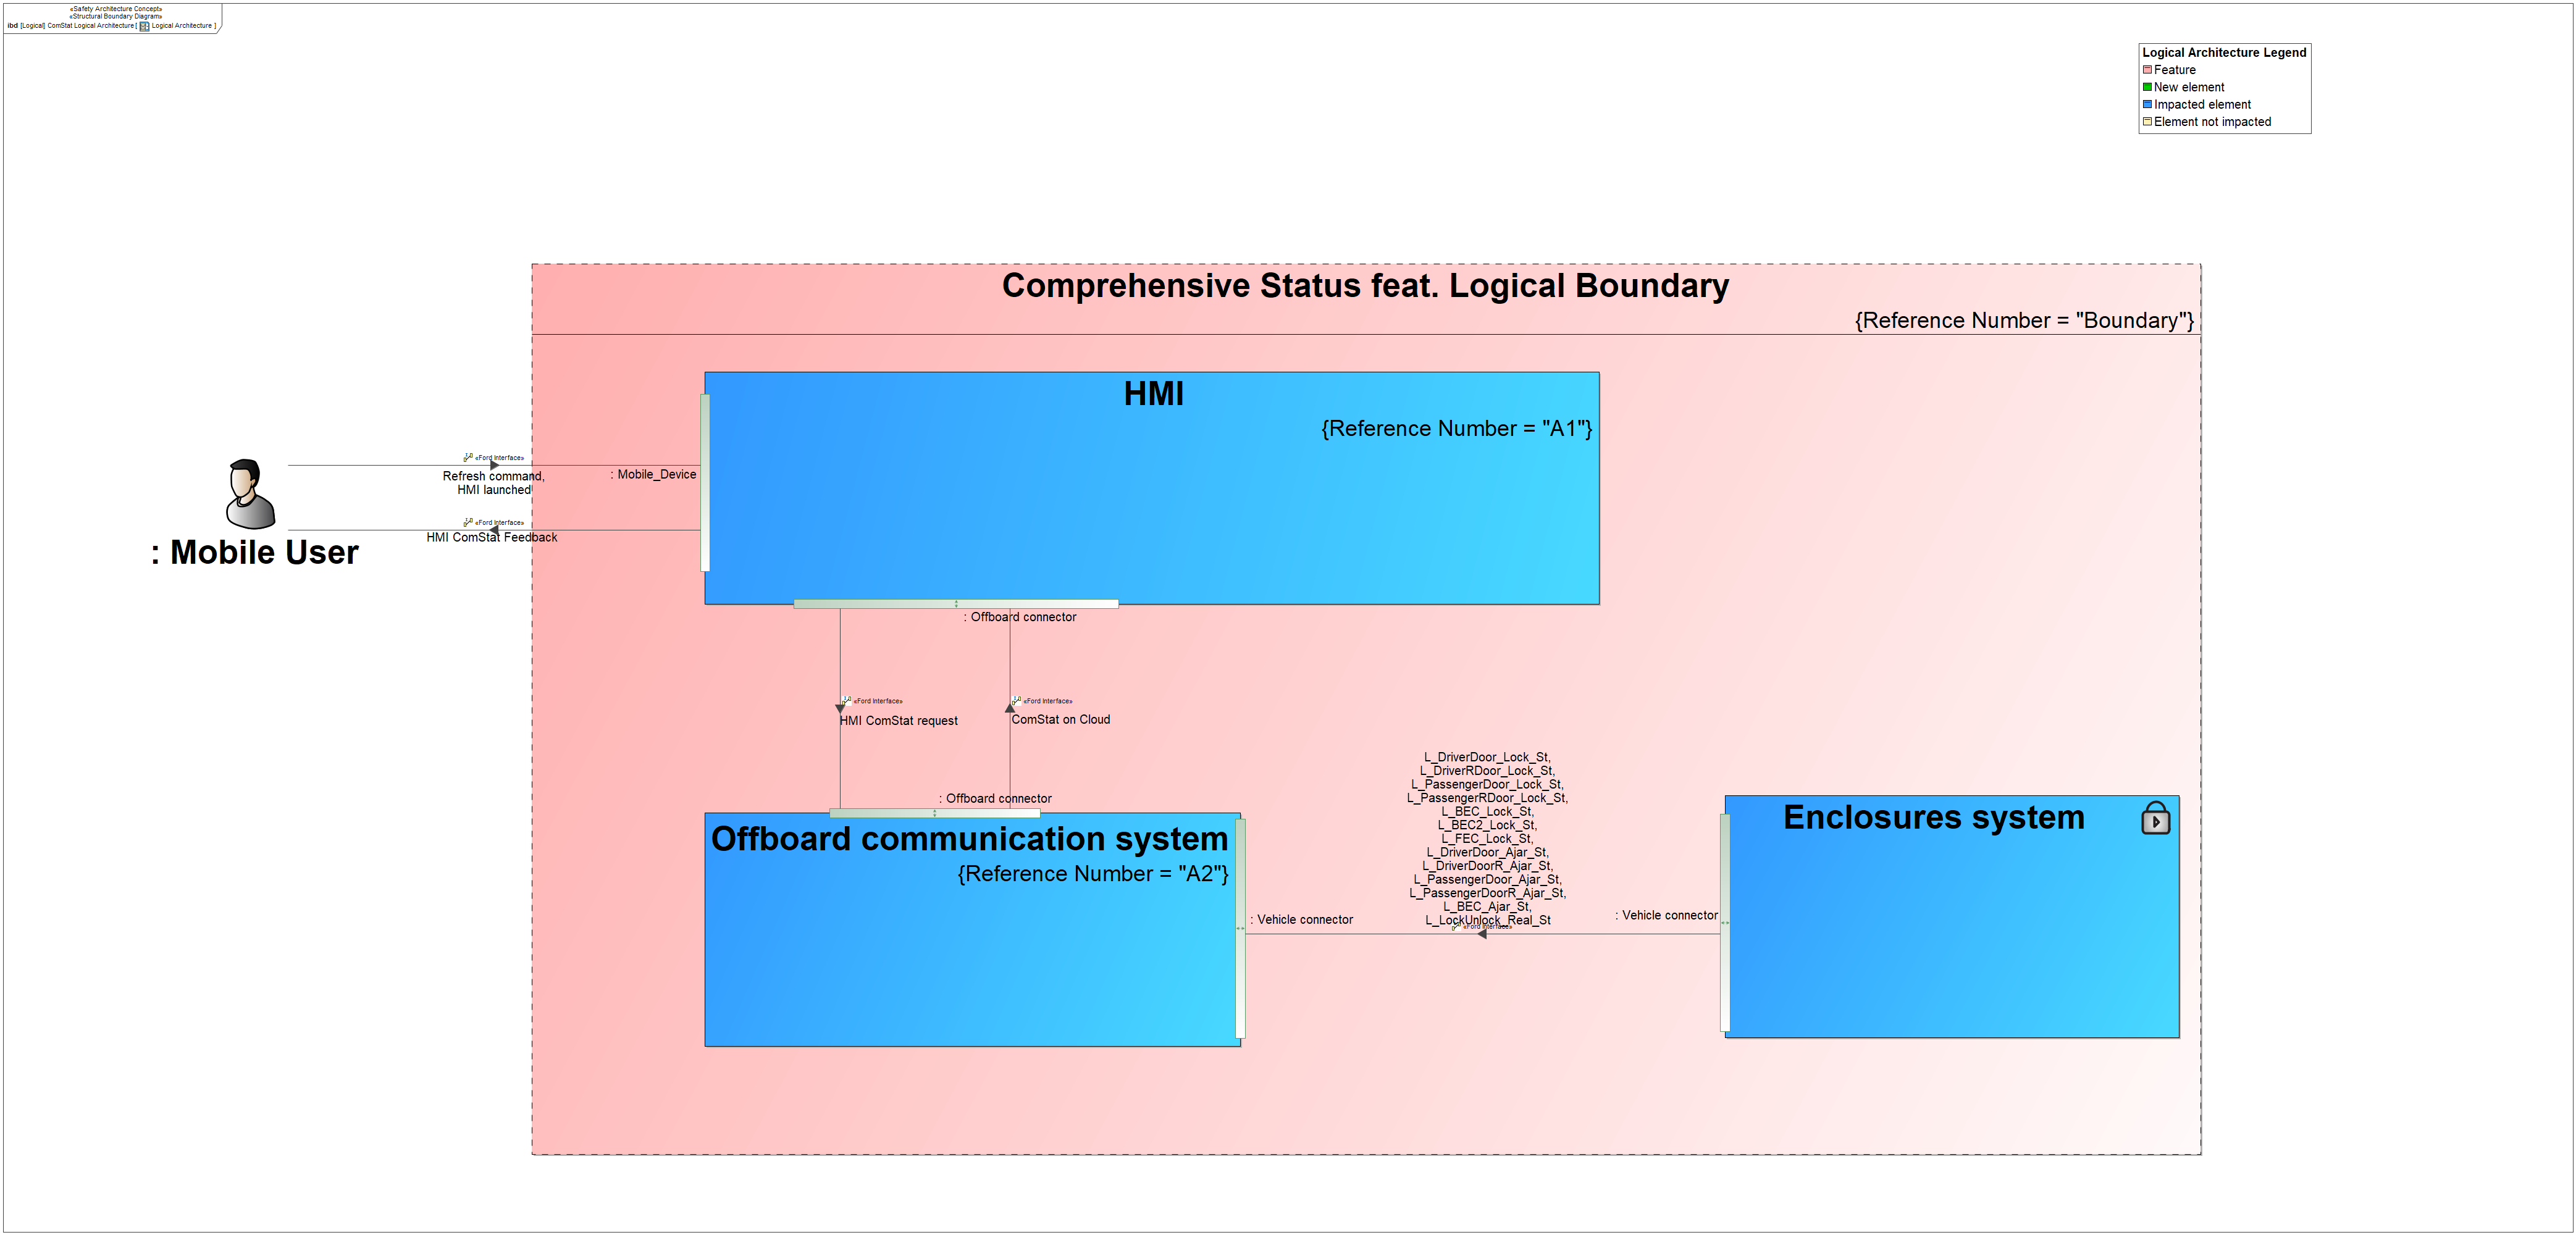 «Safety Architecture Concept»
«Structural Boundary Diagram»
ibd [Logical] ComStat Logical Architecture [ Logical Architecture ]
Logical Architecture Legend
Feature
New element
Impacted element
Element not impacted
Comprehensive Status feat. Logical Boundary
{Reference Number = "Boundary"}
HMI
{Reference Number = "A1"}
«Ford Interface»
Refresh command,
HMI launched
: Mobile_Device
«Ford Interface»
HMI ComStat Feedback
: Mobile User
: Offboard connector
«Ford Interface»
HMI ComStat request
«Ford Interface»
ComStat on Cloud
: Offboard connector
Offboard communication system
{Reference Number = "A2"}
: Vehicle connector
L_DriverDoor_Lock_St,
L_DriverRDoor_Lock_St,
L_PassengerDoor_Lock_St,
L_PassengerRDoor_Lock_St,
L_BEC_Lock_St,
L_BEC2_Lock_St,
L_FEC_Lock_St,
L_DriverDoor_Ajar_St,
L_DriverDoorR_Ajar_St,
L_PassengerDoor_Ajar_St,
L_PassengerDoorR_Ajar_St,
L_BEC_Ajar_St,
L_LockUnlock_Real_St
«Ford Interface»
: Vehicle connector
Enclosures system